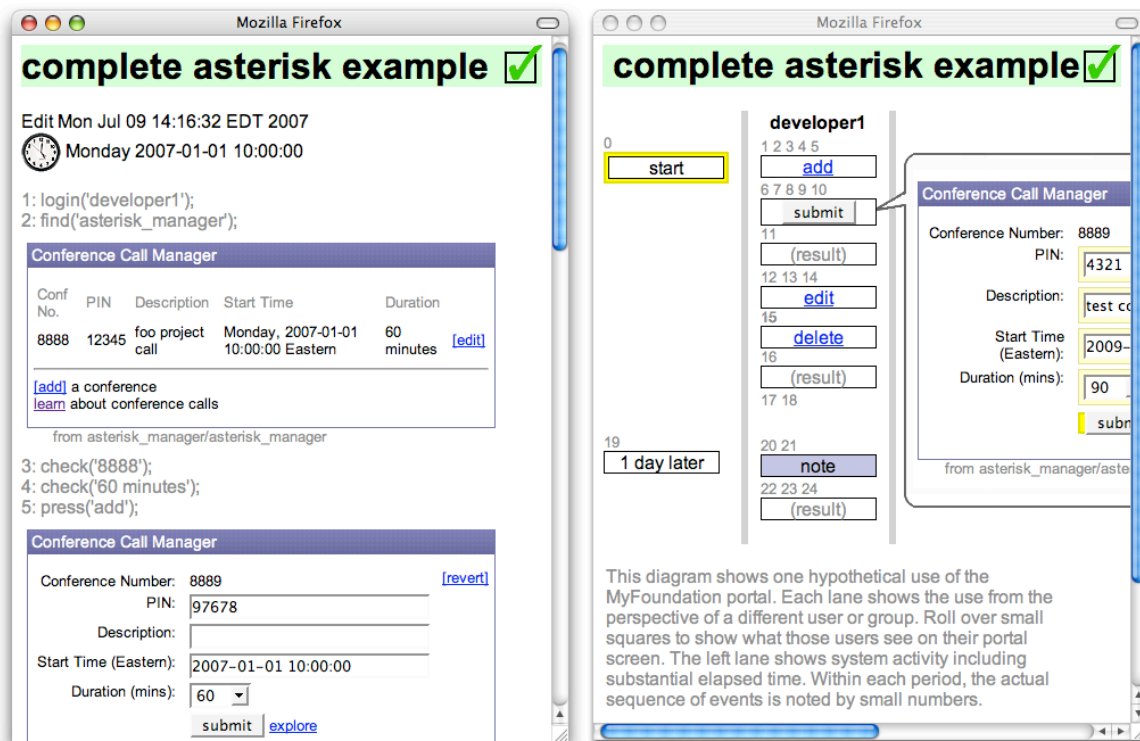 Mozilla Firefox
complete asterisk example
Edit Mon Jul 09 14:16:32 EDT 2007
Monday 2007-01-01 10:00:00
1: login('developer1');
2: find('asterisk_manager');
Conference Call Manager
Conf No. PIN Description Start Time Duration
8888 12345 foo project call Monday, 2007-01-01 10:00:00 Eastern 60 minutes [edit]
[add] a conference
learn about conference calls
from asterisk_manager/asterisk_manager
3: check('8888');
4: check('60 minutes');
5: press('add');
Conference Call Manager
Conference Number: 8889 [revert]
PIN: 97678
Description:
Start Time (Eastern): 2007-01-01 10:00:00
Duration (mins): 60
submit explore
Mozilla Firefox
complete asterisk example
developer1
0
start
1 2 3 4 5
add
6 7 8 9 10
submit
11
(result)
12 13 14
edit
15
delete
16
(result)
17 18
19
1 day later
20 21
note
22 23 24
(result)
Conference Call Manager
Conference Number: 8889
PIN: 4321
Description: test co
Start Time
(Eastern): 2009-
Duration (mins): 90
subm
from asterisk_manager/aste
This diagram shows one hypothetical use of the
MyFoundation portal. Each lane shows the use from the
perspective of a different user or group. Roll over small
squares to show what those users see on their portal
screen. The left lane shows system activity including
substantial elapsed time. Within each period, the actual
sequence of events is noted by small numbers.